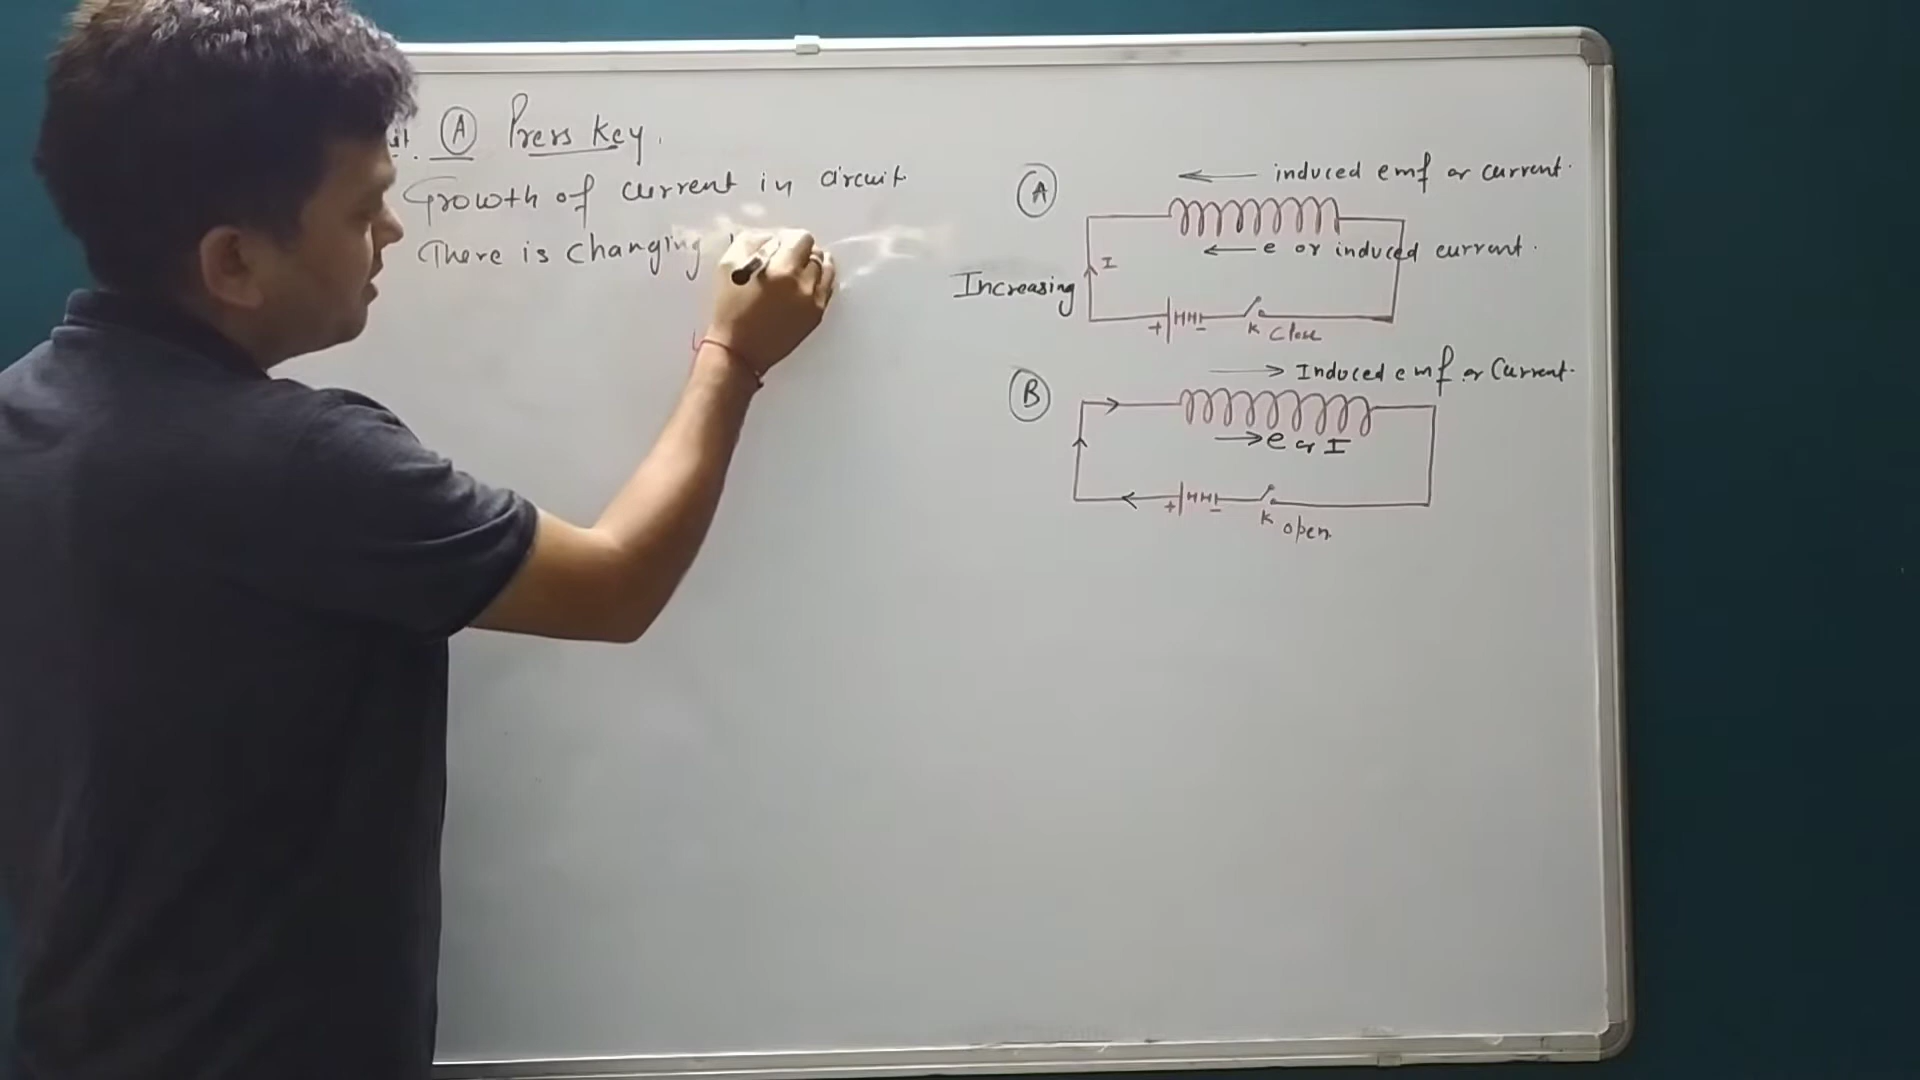 (A) Press key.
Growth of current in circuit.
There is changing
(A)
← induced emf or current.
← e or induced current.
I
Increasing
+ -
K close
(B)
→ Induced emf or Current.
→ e or I
+ -
K open